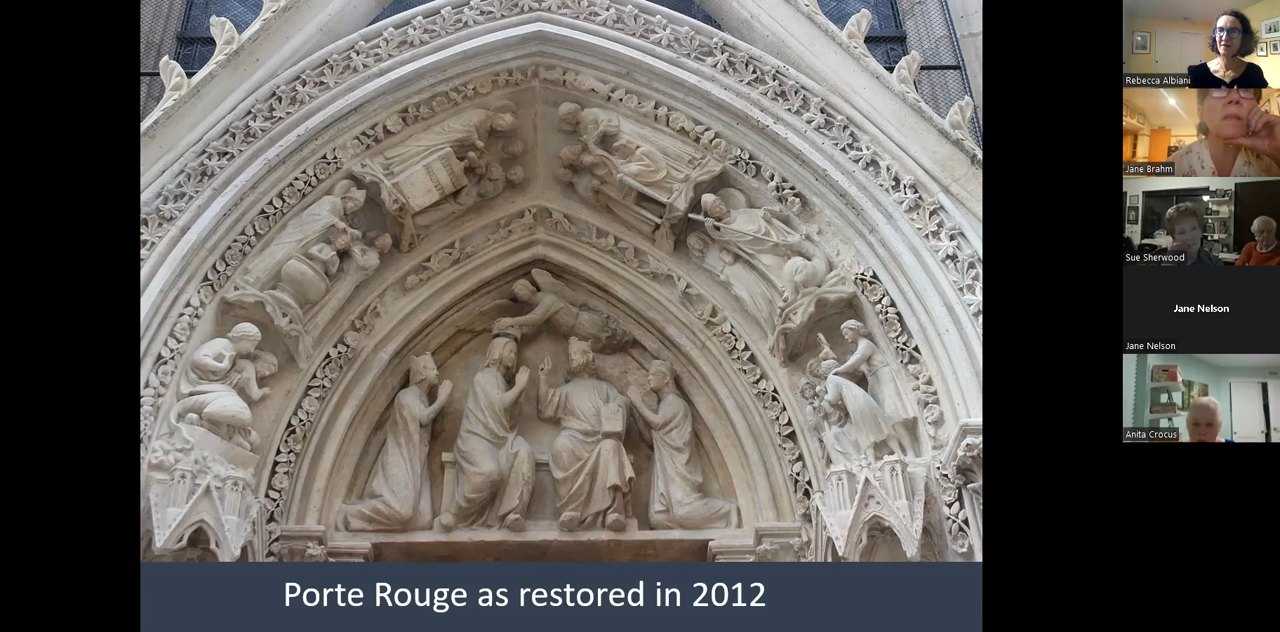 Porte Rouge as restored in 2012
Rebecca Albiani
Jane Brahm
Sue Sherwood
Jane Nelson
Jane Nelson
Anita Crocus